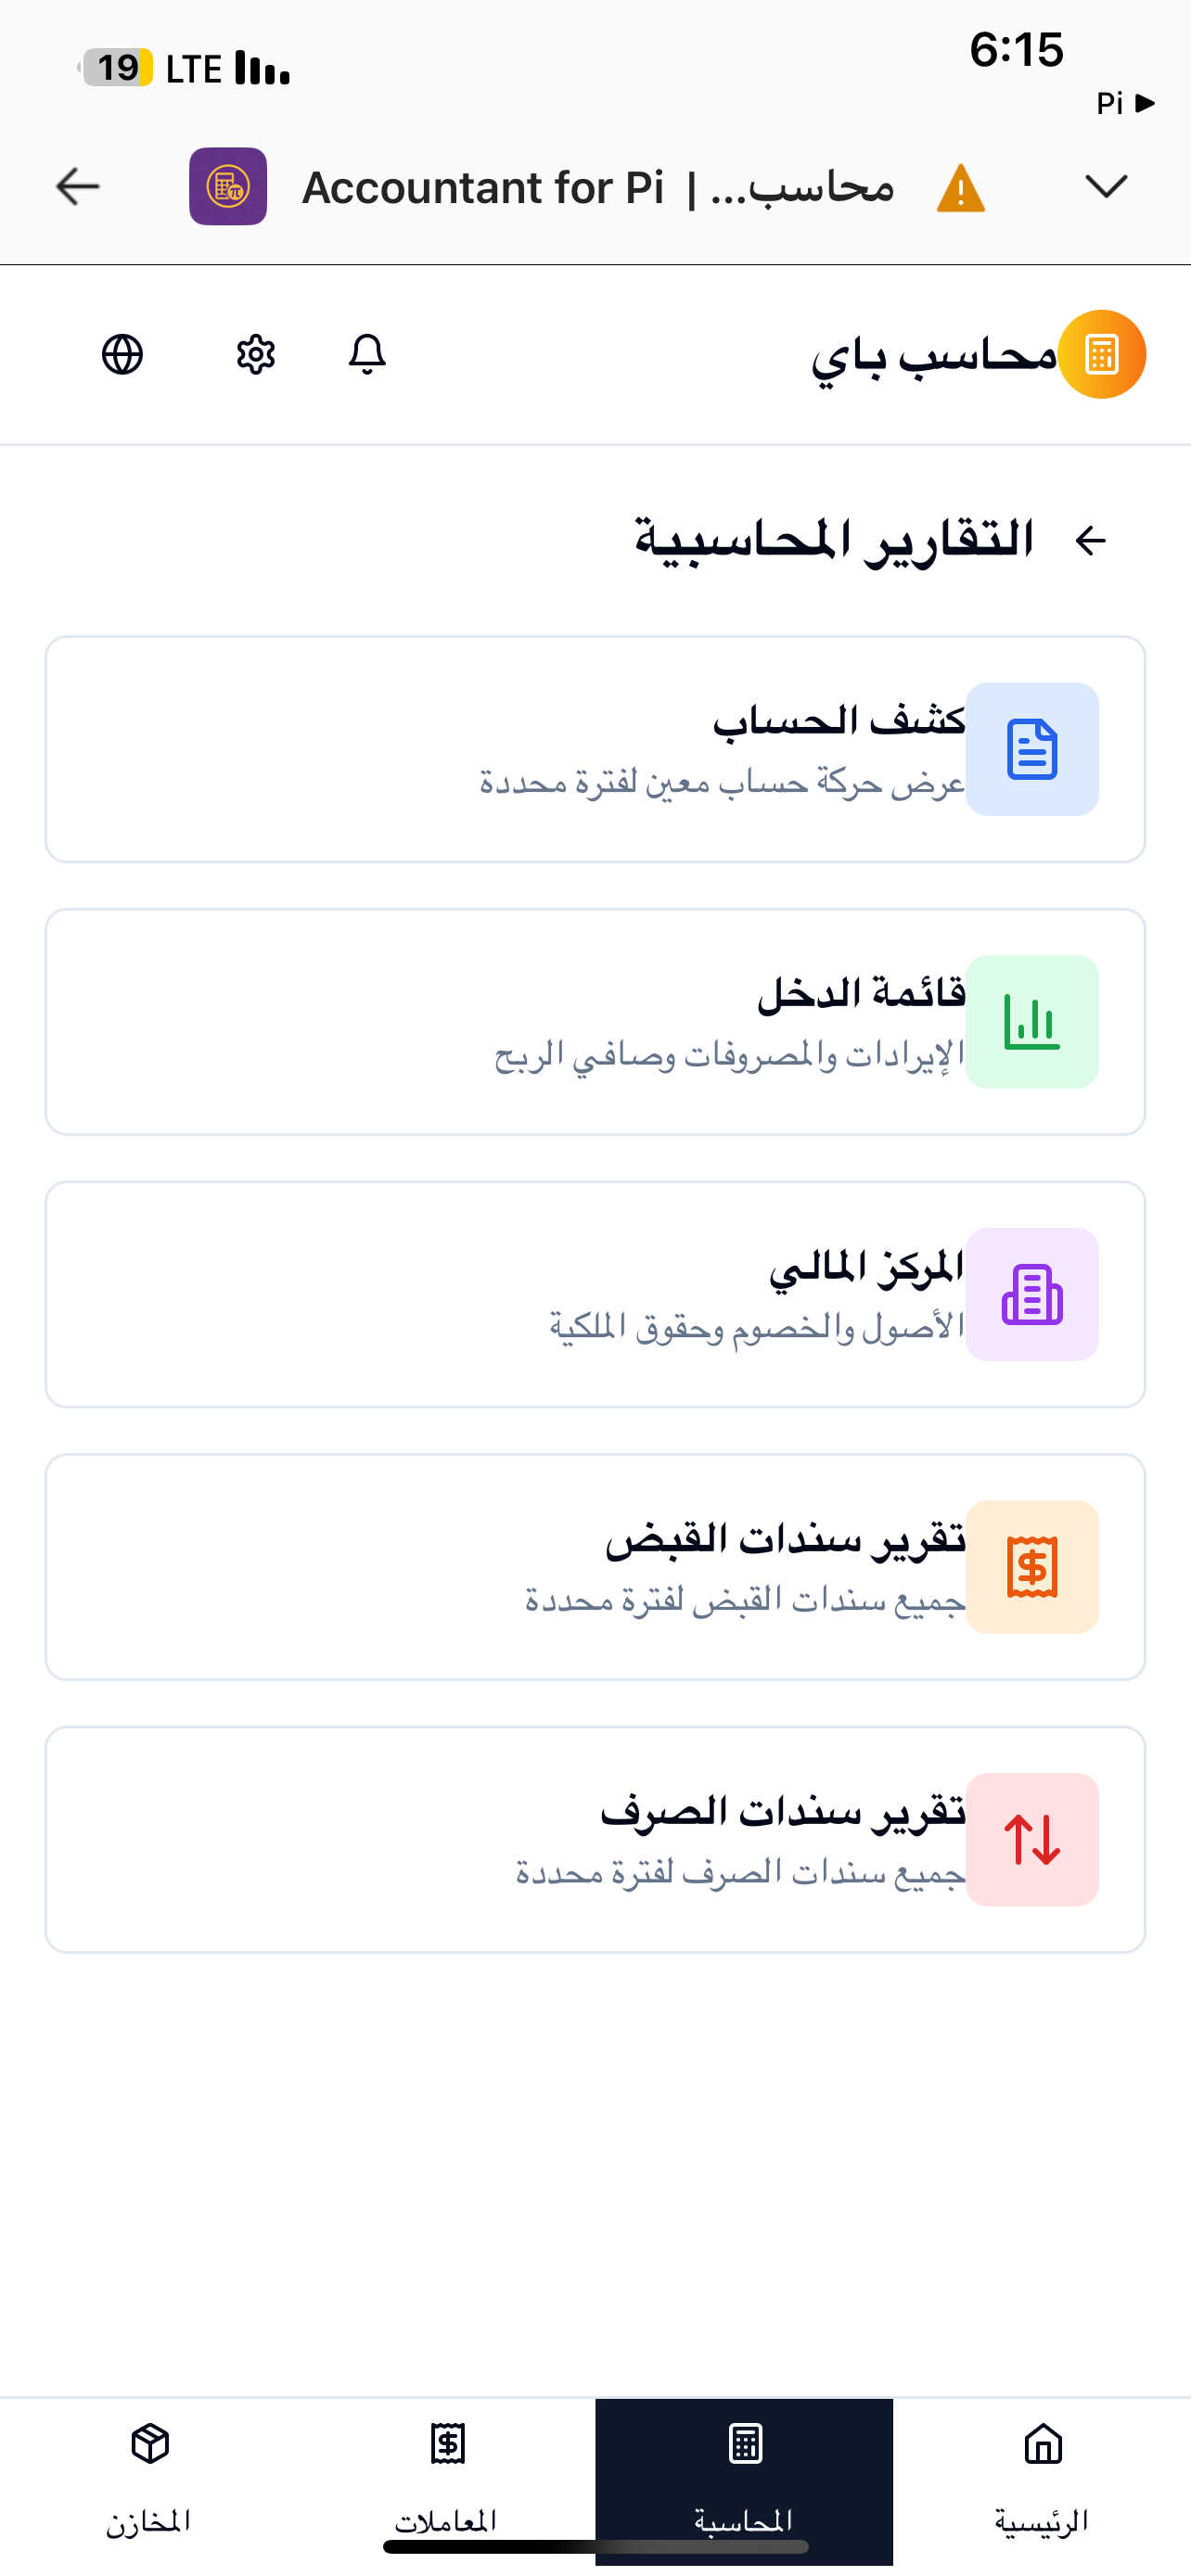 6:15
19 LTE
Pi
Accountant for Pi | محاسب...
محاسب باي
التقارير المحاسبية
كشف الحساب
عرض حركة حساب معين لفترة محددة
قائمة الدخل
الإيرادات والمصروفات وصافي الربح
المركز المالي
الأصول والخصوم وحقوق الملكية
تقرير سندات القبض
جميع سندات القبض لفترة محددة
تقرير سندات الصرف
جميع سندات الصرف لفترة محددة
الرئيسية
المحاسبة
المعاملات
المخازن